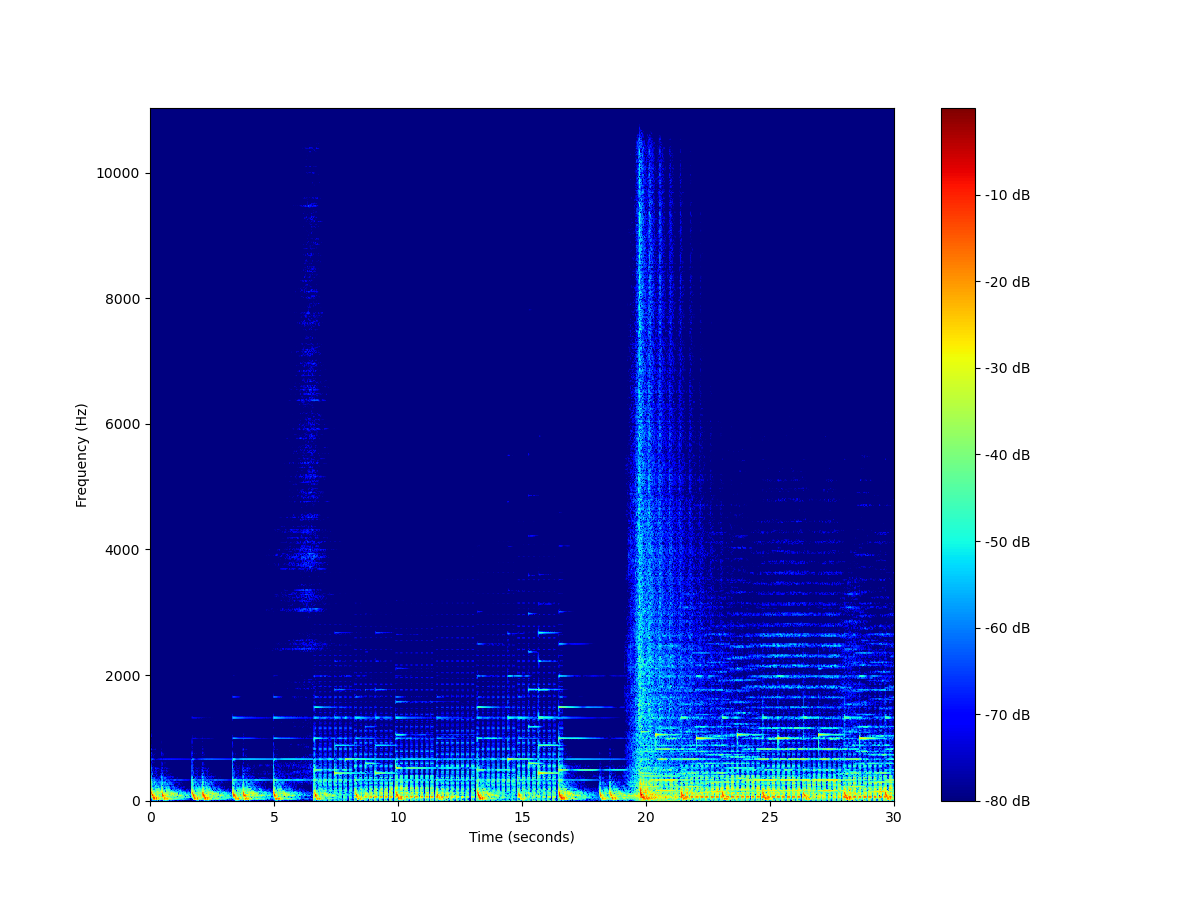 10000
8000
6000
4000
2000
0
Frequency (Hz)
0 5 10 15 20 25 30
Time (seconds)
-10 dB
-20 dB
-30 dB
-40 dB
-50 dB
-60 dB
-70 dB
-80 dB